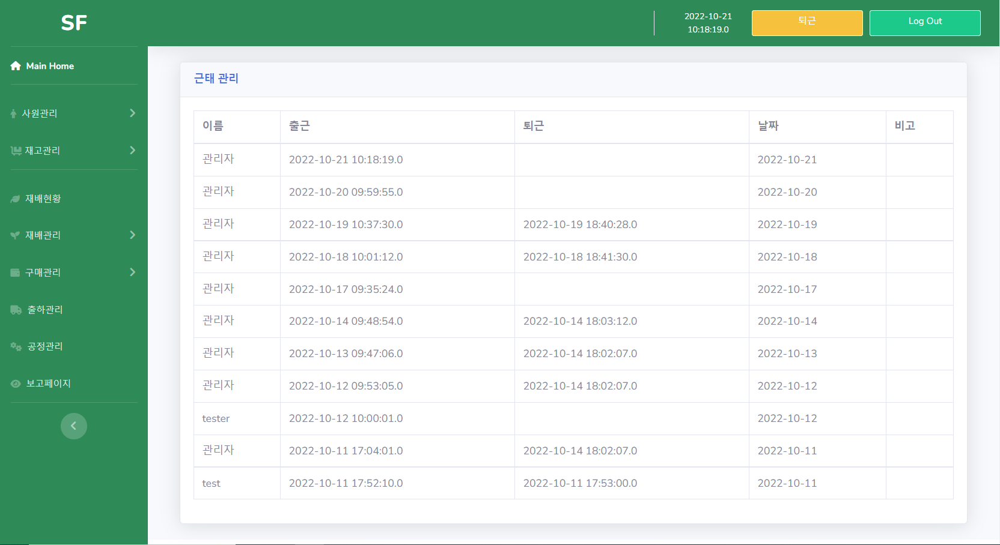 SF
2022-10-21
10:18:19.0
퇴근
Log Out
Main Home
사원관리
재고관리
재배현황
재배관리
구매관리
출하관리
공정관리
보고페이지
근태 관리
이름 출근 퇴근 날짜 비고
관리자 2022-10-21 10:18:19.0 2022-10-21
관리자 2022-10-20 09:59:55.0 2022-10-20
관리자 2022-10-19 10:37:30.0 2022-10-19 18:40:28.0 2022-10-19
관리자 2022-10-18 10:01:12.0 2022-10-18 18:41:30.0 2022-10-18
관리자 2022-10-17 09:35:24.0 2022-10-17
관리자 2022-10-14 09:48:54.0 2022-10-14 18:03:12.0 2022-10-14
관리자 2022-10-13 09:47:06.0 2022-10-14 18:02:07.0 2022-10-13
관리자 2022-10-12 09:53:05.0 2022-10-14 18:02:07.0 2022-10-12
tester 2022-10-12 10:00:01.0 2022-10-12
관리자 2022-10-11 17:04:01.0 2022-10-14 18:02:07.0 2022-10-11
test 2022-10-11 17:52:10.0 2022-10-11 17:53:00.0 2022-10-11